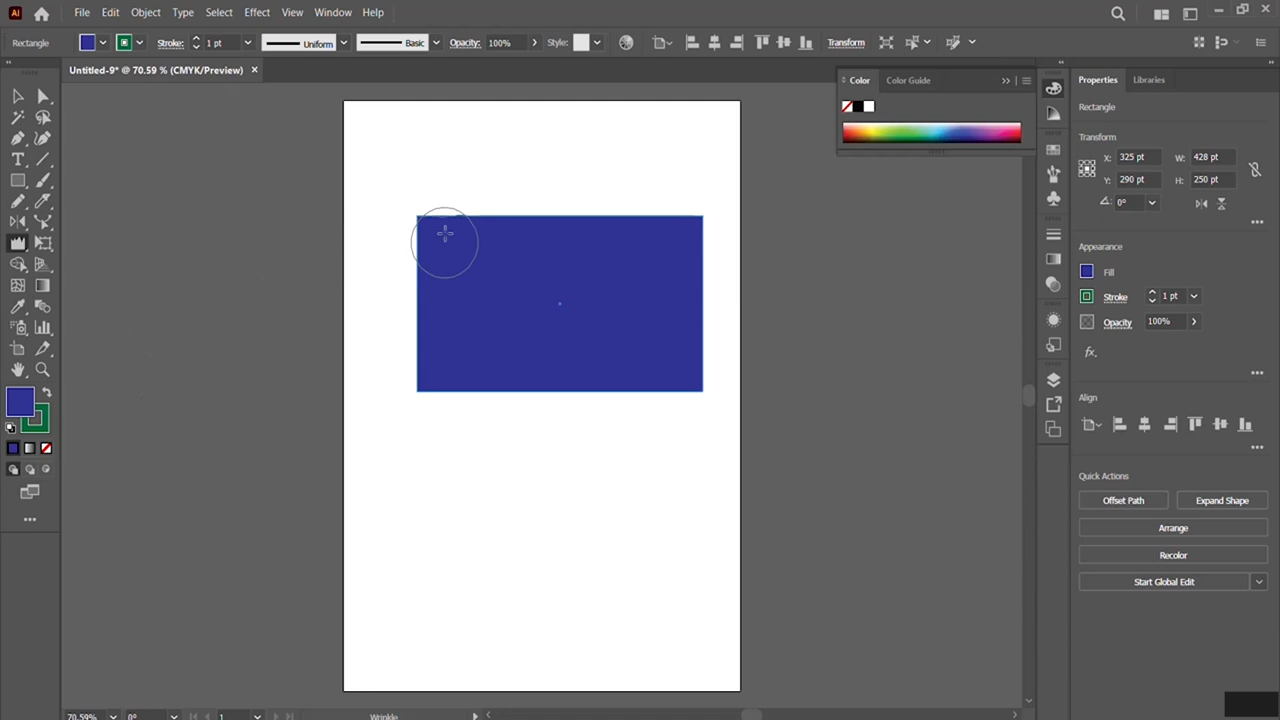 Ai File Edit Object Type Select Effect View Window Help
Rectangle Stroke: 1 pt Uniform Basic Opacity: 100% Style: Transform
Untitled-9* @ 70.59 % (CMYK/Preview)
Color Color Guide
Properties Libraries
Rectangle
Transform
X: 325 pt W: 428 pt
Y: 290 pt H: 250 pt
0°
Appearance
Fill
Stroke 1 pt
Opacity 100%
fx.
Align
Quick Actions
Offset Path Expand Shape
Arrange
Recolor
Start Global Edit
70.59% 0° 1 Wrinkle